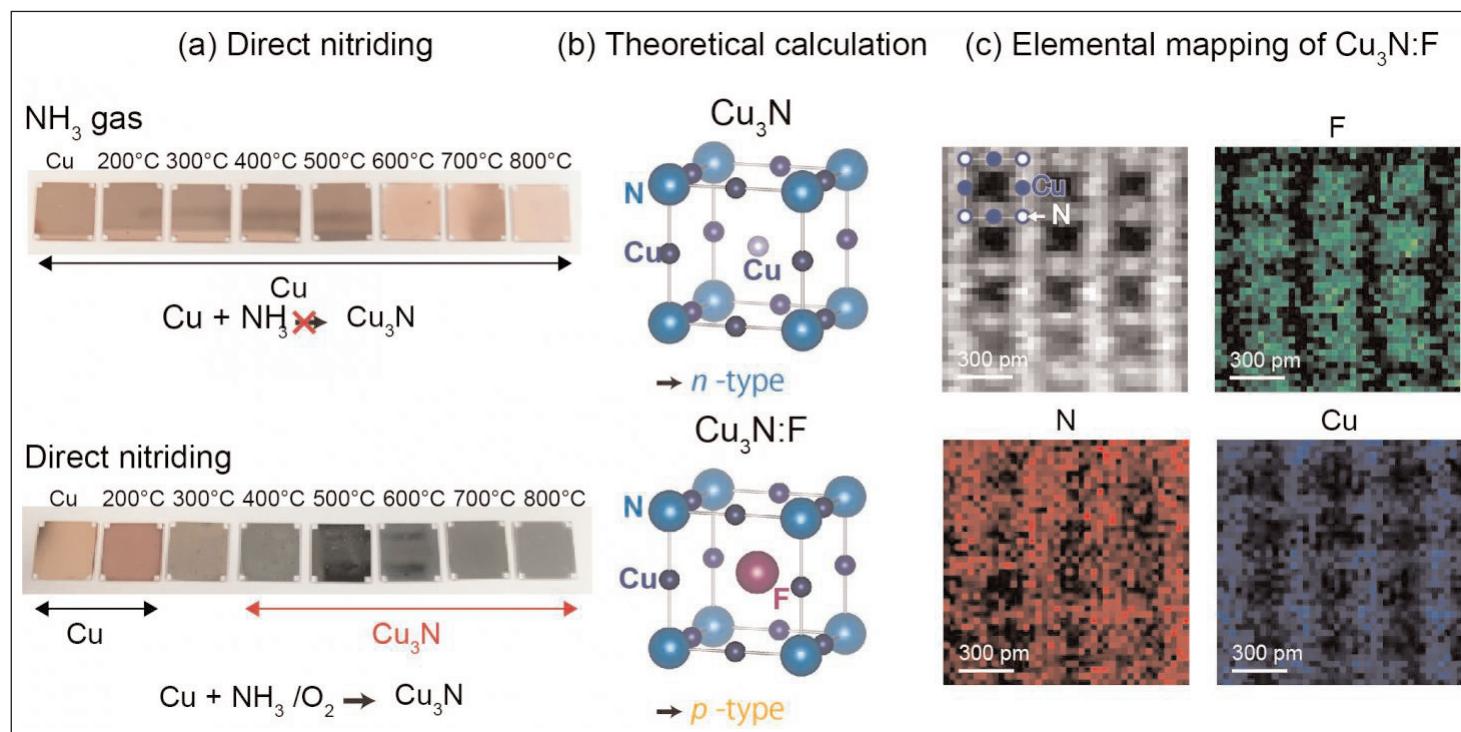 (a) Direct nitriding
(b) Theoretical calculation
(c) Elemental mapping of Cu₃N:F
NH₃ gas
Cu 200°C 300°C 400°C 500°C 600°C 700°C 800°C
Cu
Cu + NH₃ → Cu₃N
Direct nitriding
Cu 200°C 300°C 400°C 500°C 600°C 700°C 800°C
Cu
Cu₃N
Cu + NH₃ /O₂ → Cu₃N
Cu₃N
N
Cu
Cu
→ n -type
Cu₃N:F
N
Cu
F
→ p -type
Cu
N
300 pm
F
300 pm
N
300 pm
Cu
300 pm